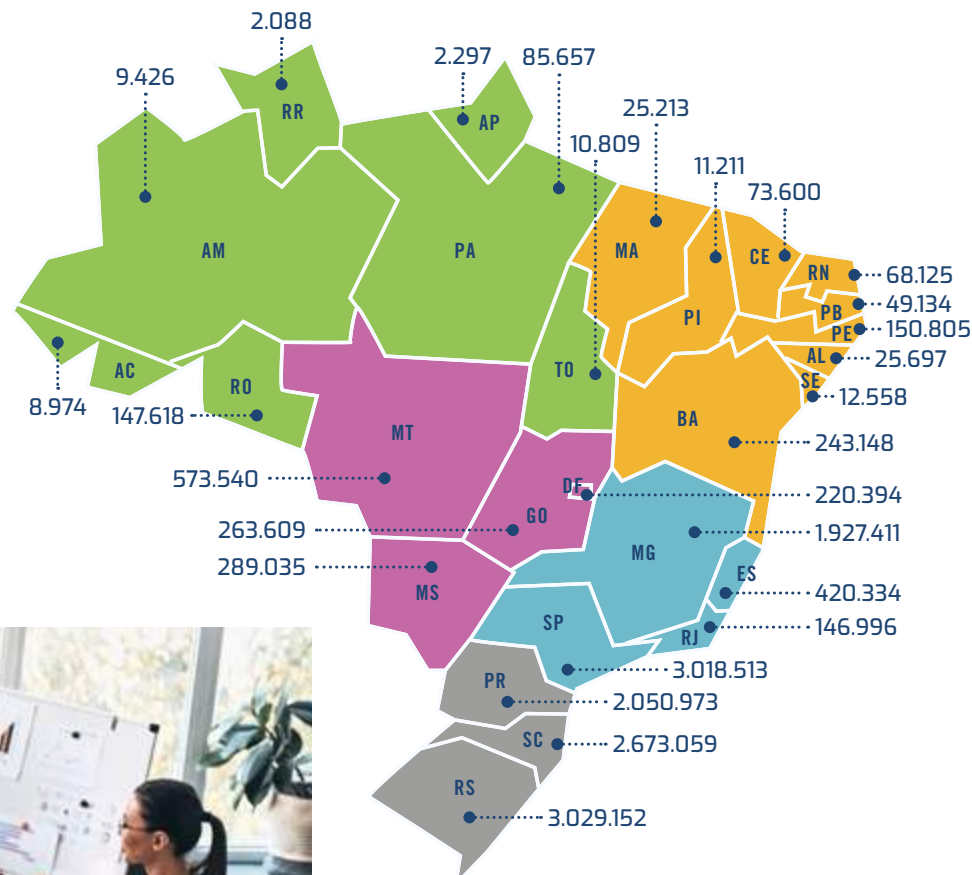 2.088
2.297
85.657
9.426
25.213
RR
AP
10.809
11.211
73.600
AM
PA
MA
CE
RN
68.125
PI
PB
49.134
PE
150.805
AC
RO
TO
AL
25.697
SE
8.974
147.618
12.558
MT
BA
243.148
573.540
DF
220.394
263.609
GO
1.927.411
289.035
MG
MS
ES
420.334
SP
RJ
146.996
3.018.513
PR
2.050.973
SC
2.673.059
RS
3.029.152